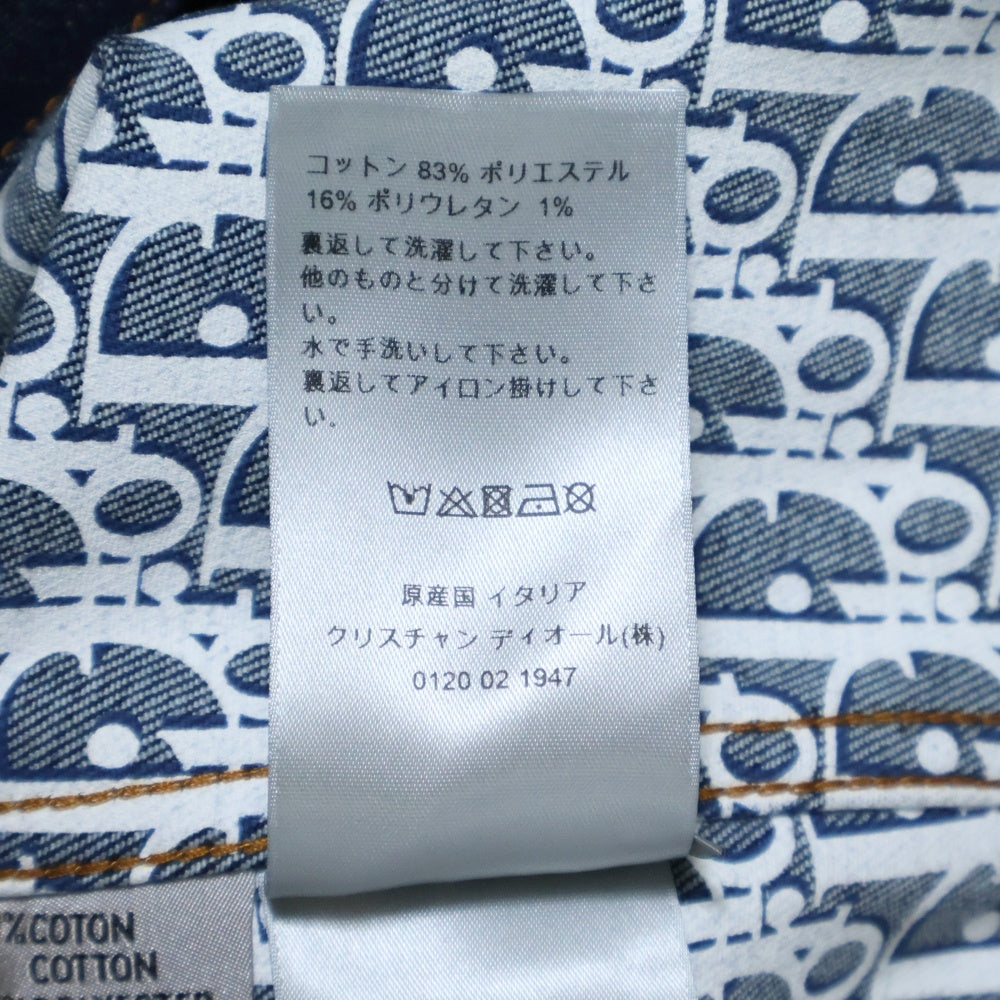 コットン 83% ポリエステル
16% ポリウレタン 1%
裏返して洗濯して下さい。
他のものと分けて洗濯して下さ
い。
水で手洗いして下さい。
裏返してアイロン掛けして下さ
い。
原産国 イタリア
クリスチャン ディオール(株)
0120 02 1947
%COTON
COTTON